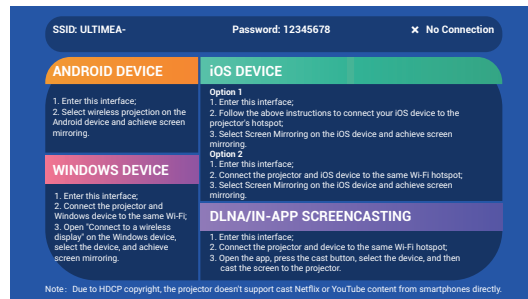 SSID: ULTIMEA-
Password: 12345678
× No Connection
ANDROID DEVICE
1. Enter this interface;
2. Select wireless projection on the
Android device and achieve screen
mirroring.
WINDOWS DEVICE
1. Enter this interface;
2. Connect the projector and
Windows device to the same Wi-Fi;
3. Open "Connect to a wireless
display" on the Windows device,
select the device, and achieve
screen mirroring.
iOS DEVICE
Option 1
1. Enter this interface;
2. Follow the above instructions to connect your iOS device to the
projector's hotspot;
3. Select Screen Mirroring on the iOS device and achieve screen
mirroring.
Option 2
1. Enter this interface;
2. Connect the projector and iOS device to the same Wi-Fi hotspot;
3. Select Screen Mirroring on the iOS device and achieve screen
mirroring.
DLNA/IN-APP SCREENCASTING
1. Enter this interface;
2. Connect the projector and device to the same Wi-Fi hotspot;
3. Open the app, press the cast button, select the device, and then
cast the screen to the projector.
Note: Due to HDCP copyright, the projector doesn't support cast Netflix or YouTube content from smartphones directly.